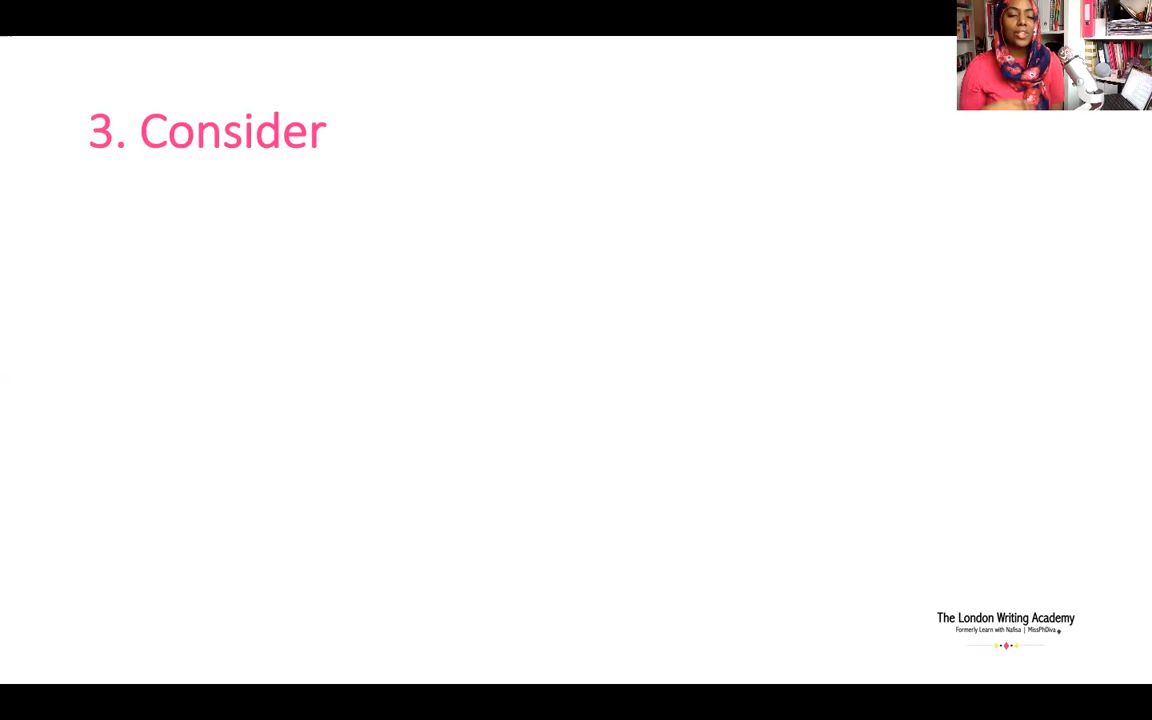 3. Consider
The London Writing Academy
Formerly Learn with Nafisa | MissPhDiva